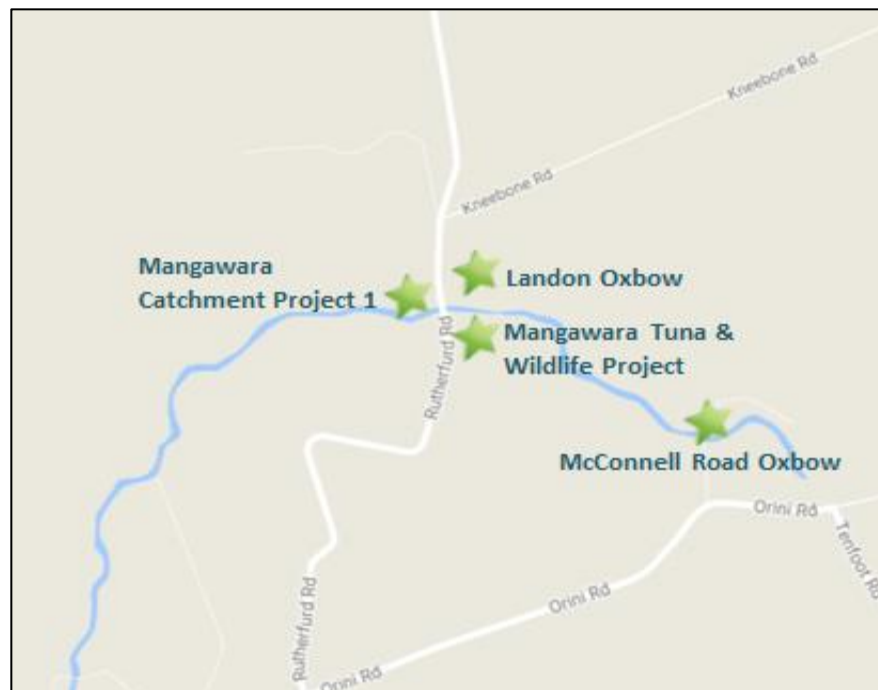 Kneebone Rd
Kneebone Rd
Mangawara
Catchment Project 1
Landon Oxbow
Mangawara Tuna &
Wildlife Project
Rutherfurd Rd
McConnell Road Oxbow
Orini Rd
Tenfoot Rd
Orini Rd
Rutherfurd Rd
Orini Rd